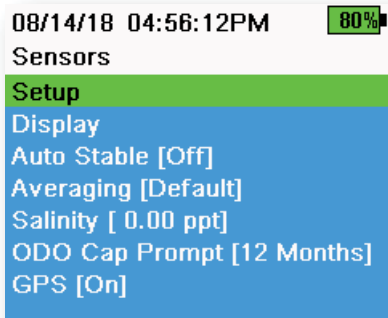 08/14/18 04:56:12PM 80%
Sensors
Setup
Display
Auto Stable [Off]
Averaging [Default]
Salinity [ 0.00 ppt]
ODO Cap Prompt [12 Months]
GPS [On]